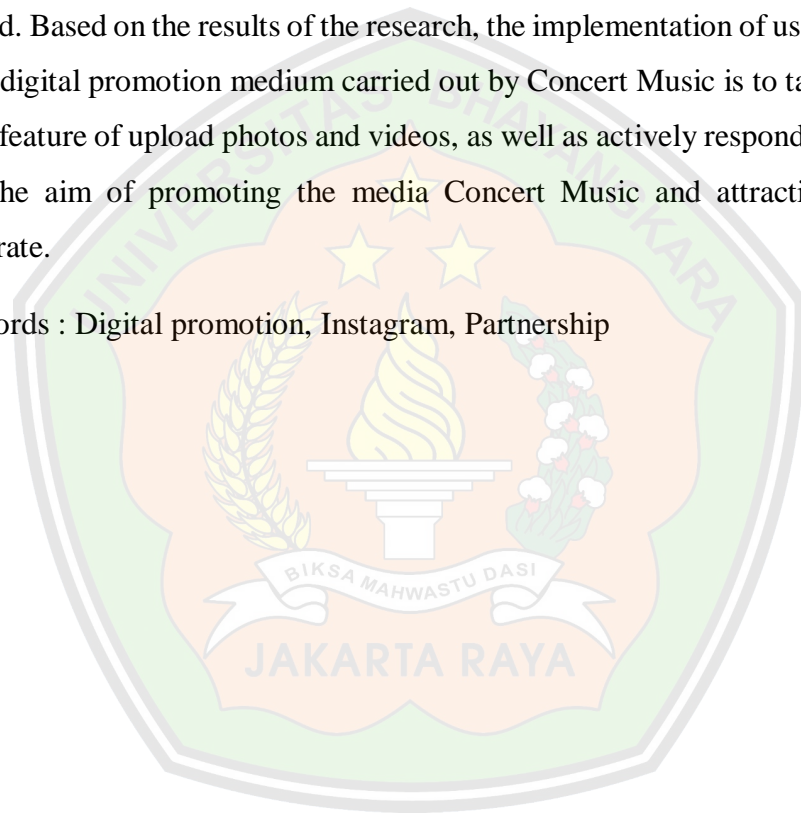 d. Based on the results of the research, the implementation of us
digital promotion medium carried out by Concert Music is to ta
feature of upload photos and videos, as well as actively respond
he aim of promoting the media Concert Music and attracti
rate.
ords : Digital promotion, Instagram, Partnership
UNIVERSITAS BHAYANGKARA
BIKSA MAHWASTU DASI
JAKARTA RAYA